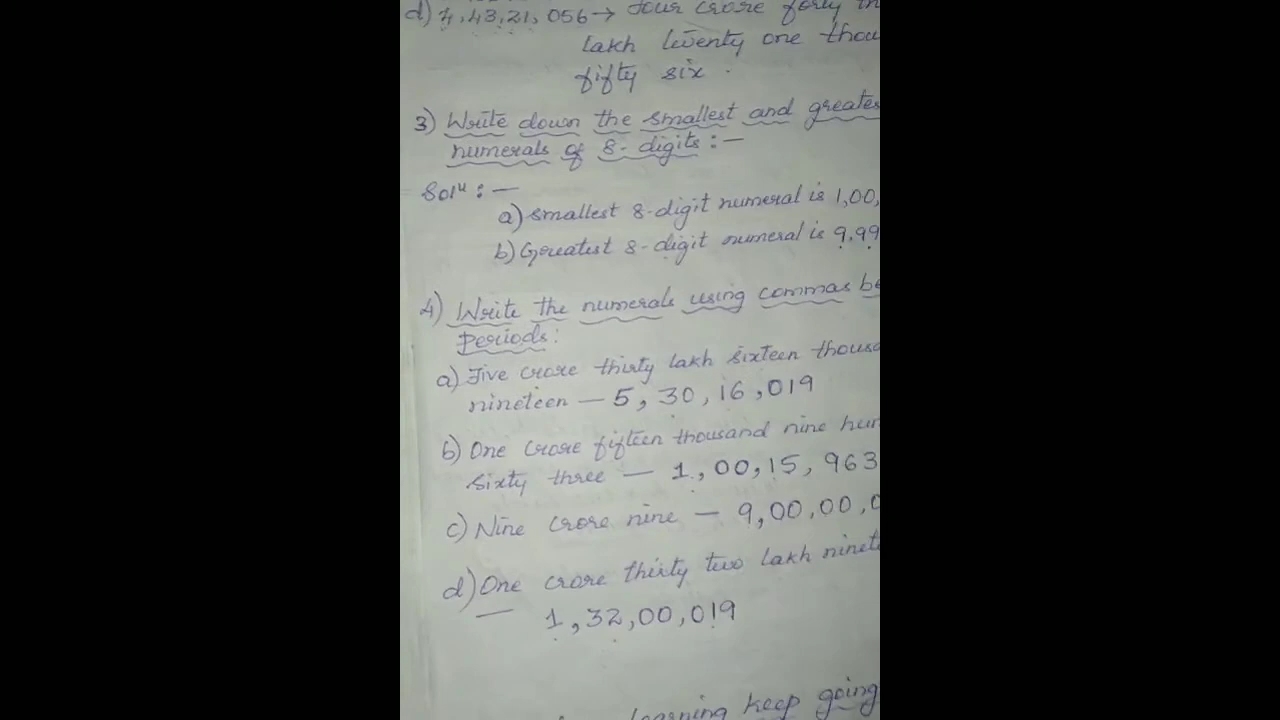 d) 4,43,21, 056 → Four crore forty
lakh twenty one thou
fifty six .
3) Write down the smallest and greates
numerals of 8- digits :-
Solⁿ :-
a) Smallest 8-digit numeral is 1,00,
b) Greatest 8- digit numeral is 9,99
4) Write the numerals using commas be
periods:
a) Five crore thirty lakh sixteen thousa
nineteen - 5, 30, 16, 019
b) One crore fifteen thousand nine hun
sixty three - 1, 00, 15, 963
c) Nine crore nine - 9,00,00,0
d) One crore thirty two lakh ninet
- 1, 32,00,019
learning keep going